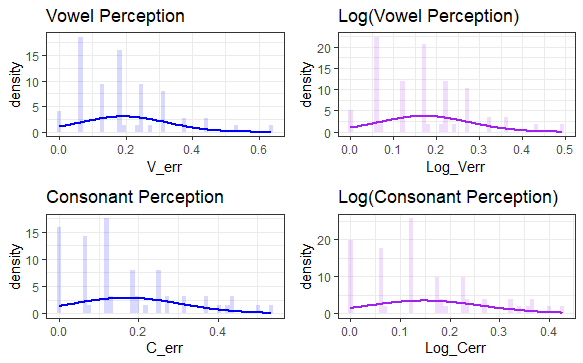 Vowel Perception
15
10
5
0
density
0.0 0.2 0.4 0.6
V_err
Log(Vowel Perception)
20
15
10
5
0
density
0.0 0.1 0.2 0.3 0.4 0.5
Log_Verr
Consonant Perception
15
10
5
0
density
0.0 0.2 0.4
C_err
Log(Consonant Perception)
20
10
0
density
0.0 0.1 0.2 0.3 0.4
Log_Cerr